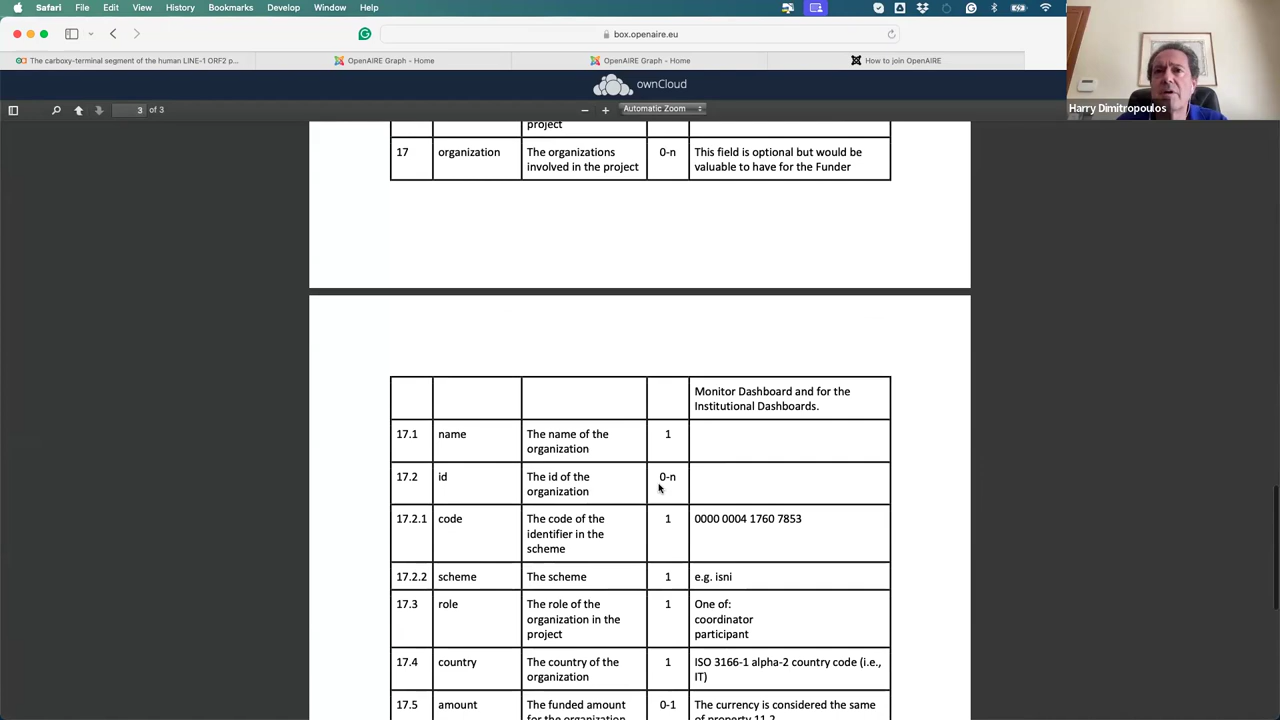 Safari File Edit View History Bookmarks Develop Window Help
box.openaire.eu
The carboxy-terminal segment of the human LINE-1 ORF2 p...
OpenAIRE Graph - Home
OpenAIRE Graph - Home
How to join OpenAIRE
ownCloud
3 of 3
Automatic Zoom
Harry Dimitropoulos
project
17 organization The organizations 0-n This field is optional but would be
involved in the project valuable to have for the Funder
Monitor Dashboard and for the
Institutional Dashboards.
17.1 name The name of the 1
organization
17.2 id The id of the 0-n
organization
17.2.1 code The code of the 1 0000 0004 1760 7853
identifier in the
scheme
17.2.2 scheme The scheme 1 e.g. isni
17.3 role The role of the 1 One of:
organization in the coordinator
project participant
17.4 country The country of the 1 ISO 3166-1 alpha-2 country code (i.e.,
organization IT)
17.5 amount The funded amount 0-1 The currency is considered the same
for the organization of property 11.2